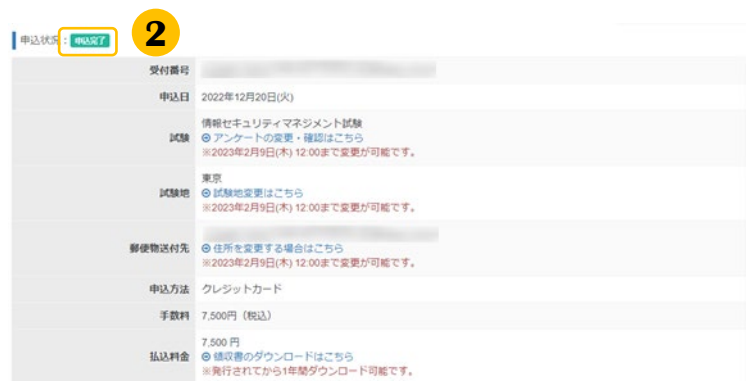 申込状況：申込完了
2
受付番号
申込日 2022年12月20日(火)
情報セキュリティマネジメント試験
試験 アンケートの変更・確認はこちら
※2023年2月9日(木) 12:00まで変更が可能です。
東京
試験地 試験地変更はこちら
※2023年2月9日(木) 12:00まで変更が可能です。
郵便物送付先 住所を変更する場合はこちら
※2023年2月9日(木) 12:00まで変更が可能です。
申込方法 クレジットカード
手数料 7,500円（税込）
7,500 円
払込料金 領収書のダウンロードはこちら
※発行されてから1年間ダウンロード可能です。